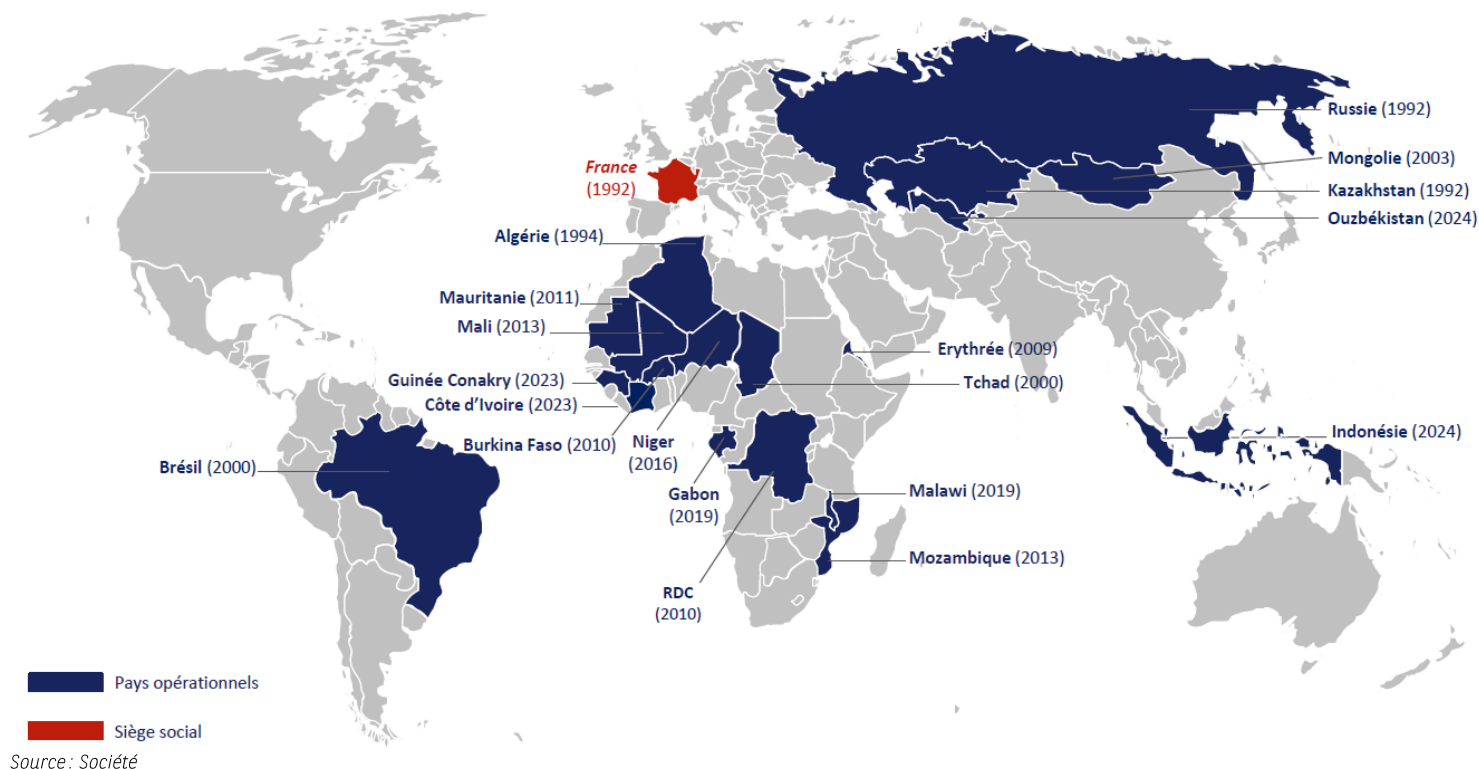 Russie (1992)
Mongolie (2003)
France
(1992)
Kazakhstan (1992)
Ouzbékistan (2024)
Algérie (1994)
Mauritanie (2011)
Mali (2013)
Erythrée (2009)
Guinée Conakry (2023)
Tchad (2000)
Côte d'Ivoire (2023)
Indonésie (2024)
Burkina Faso (2010)
Niger
(2016)
Brésil (2000)
Gabon
(2019)
Malawi (2019)
Mozambique (2013)
RDC
(2010)
Pays opérationnels
Siège social
Source : Société